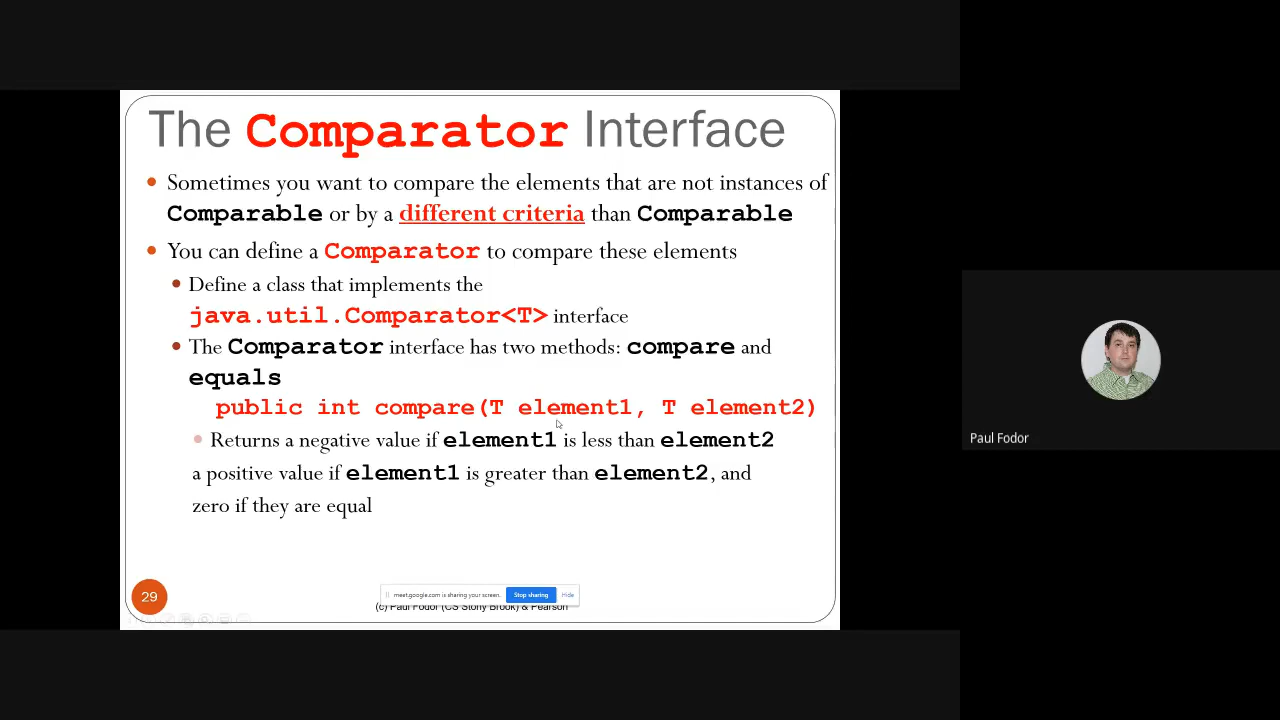 The Comparator Interface
Sometimes you want to compare the elements that are not instances of
Comparable or by a different criteria than Comparable
You can define a Comparator to compare these elements
Define a class that implements the
java.util.Comparator<T> interface
The Comparator interface has two methods: compare and
equals
public int compare(T element1, T element2)
Returns a negative value if element1 is less than element2
a positive value if element1 is greater than element2, and
zero if they are equal
meet.google.com is sharing your screen. Stop sharing Hide
29
(c) Paul Fodor (CS Stony Brook) & Pearson
Paul Fodor